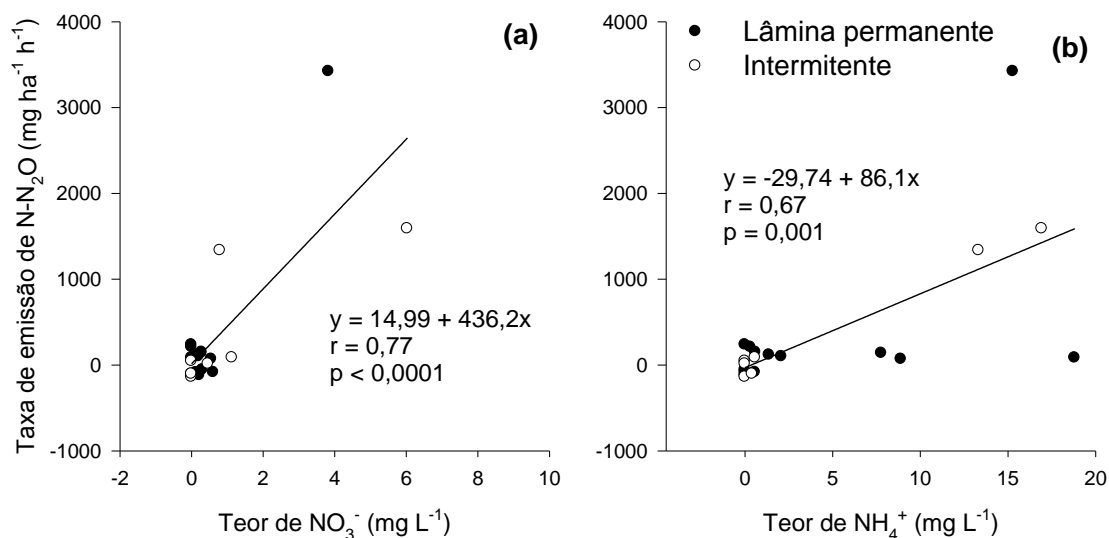 Taxa de emissão de N-N₂O (mg ha⁻¹ h⁻¹)
4000
3000
2000
1000
0
-1000
(a)
y = 14,99 + 436,2x
r = 0,77
p < 0,0001
-2 0 2 4 6 8 10
Teor de NO₃⁻ (mg L⁻¹)
4000
3000
2000
1000
0
-1000
Lâmina permanente
Intermitente
(b)
y = -29,74 + 86,1x
r = 0,67
p = 0,001
0 5 10 15 20
Teor de NH₄⁺ (mg L⁻¹)